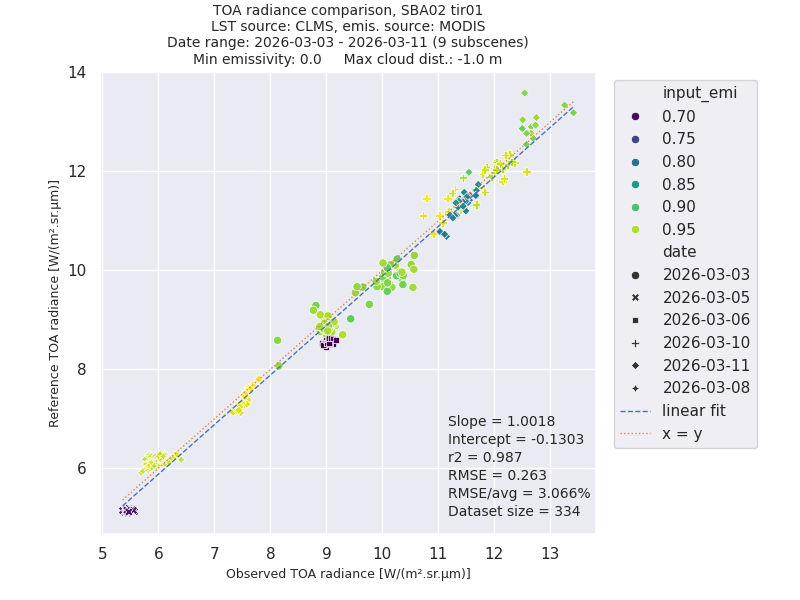 TOA radiance comparison, SBA02 tir01
LST source: CLMS, emis. source: MODIS
Date range: 2026-03-03 - 2026-03-11 (9 subscenes)
Min emissivity: 0.0     Max cloud dist.: -1.0 m
Reference TOA radiance [W/(m².sr.µm)]
14
12
10
8
6
Slope = 1.0018
Intercept = -0.1303
r2 = 0.987
RMSE = 0.263
RMSE/avg = 3.066%
Dataset size = 334
5 6 7 8 9 10 11 12 13
Observed TOA radiance [W/(m².sr.µm)]
input_emi
0.70
0.75
0.80
0.85
0.90
0.95
date
2026-03-03
2026-03-05
2026-03-06
2026-03-10
2026-03-11
2026-03-08
linear fit
x = y